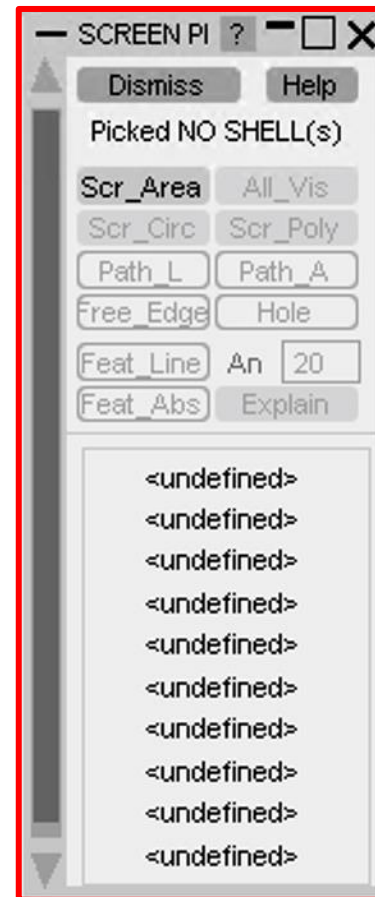 SCREEN PI ?
Dismiss Help
Picked NO SHELL(s)
Scr_Area All_Vis
Scr_Circ Scr_Poly
Path_L Path_A
Free_Edge Hole
Feat_Line An 20
Feat_Abs Explain
<undefined>
<undefined>
<undefined>
<undefined>
<undefined>
<undefined>
<undefined>
<undefined>
<undefined>
<undefined>